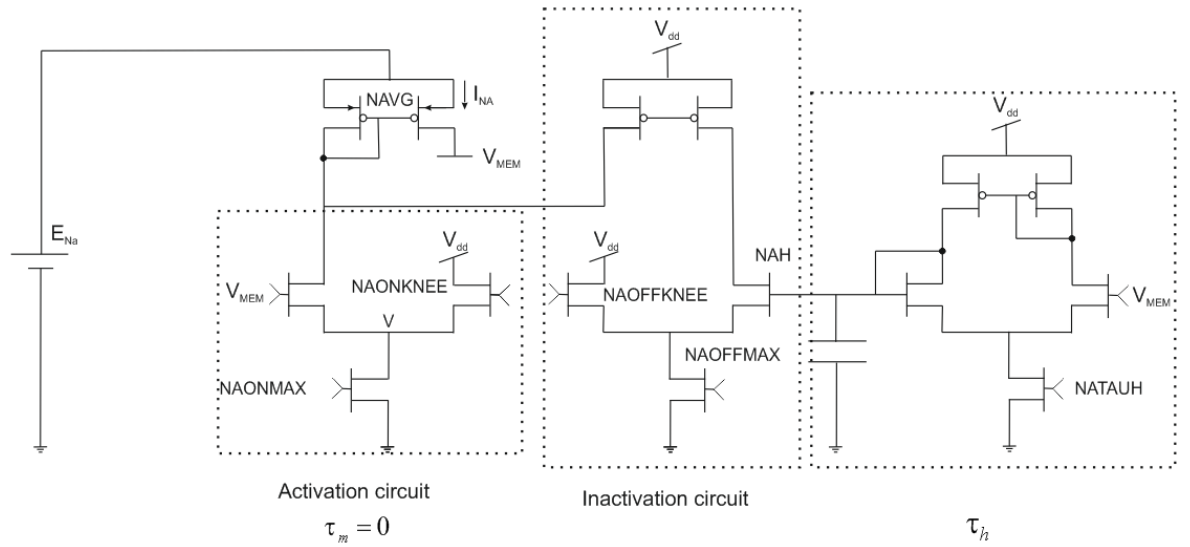 V_dd
NAVG
I_NA
V_MEM
V_dd
E_Na
V_dd
V_dd
NAH
V_MEM
NAONKNEE
NAOFFKNEE
V_MEM
V
NAOFFMAX
NAONMAX
NATAUH
Activation circuit
Inactivation circuit
τ_m = 0
τ_h